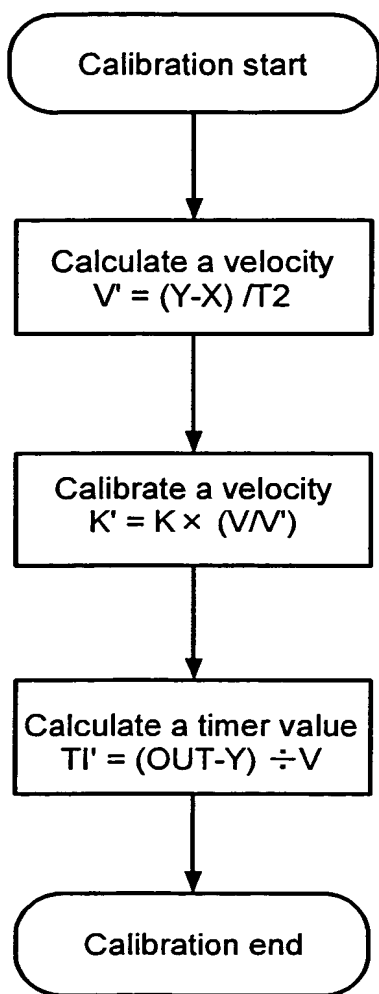 Calibration start
Calculate a velocity
V' = (Y-X) /T2
Calibrate a velocity
K' = K × (V/V')
Calculate a timer value
TI' = (OUT-Y) ÷V
Calibration end